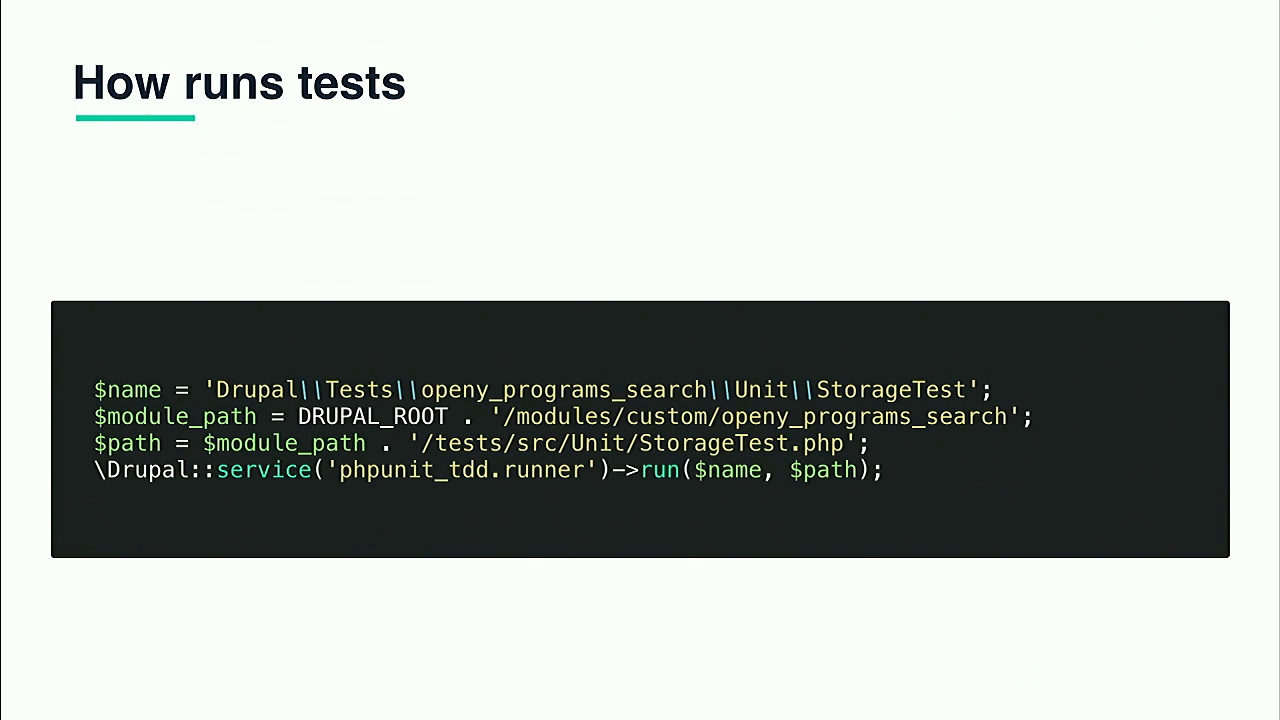 How runs tests
$name = 'Drupal\\Tests\\openy_programs_search\\Unit\\StorageTest';
$module_path = DRUPAL_ROOT . '/modules/custom/openy_programs_search';
$path = $module_path . '/tests/src/Unit/StorageTest.php';
\Drupal::service('phpunit_tdd.runner')->run($name, $path);